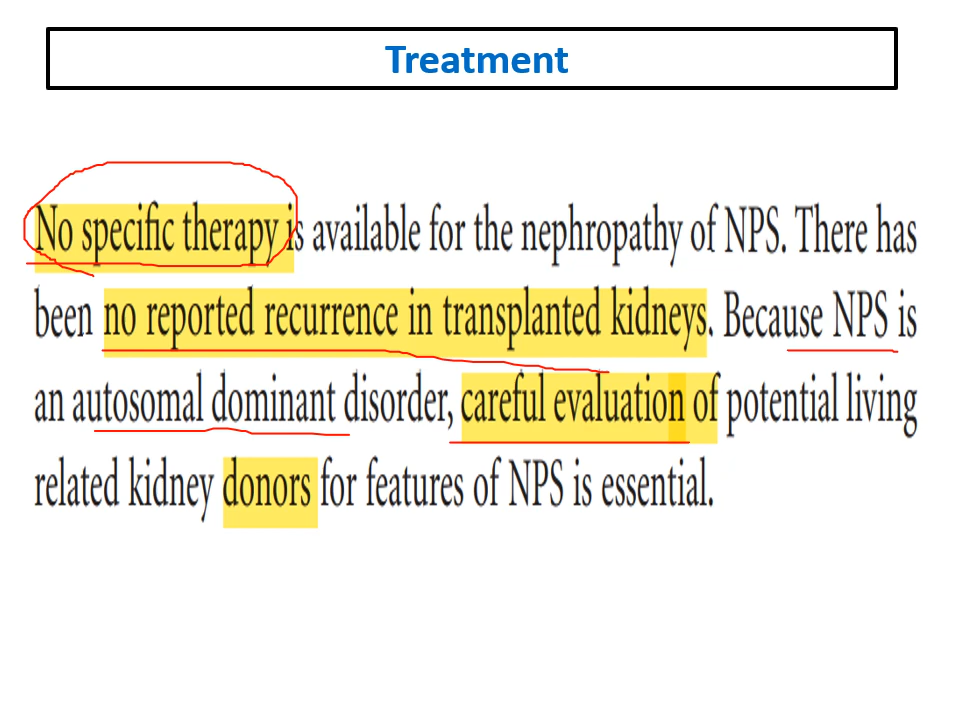 Treatment
No specific therapy is available for the nephropathy of NPS. There has
been no reported recurrence in transplanted kidneys. Because NPS is
an autosomal dominant disorder, careful evaluation of potential living
related kidney donors for features of NPS is essential.